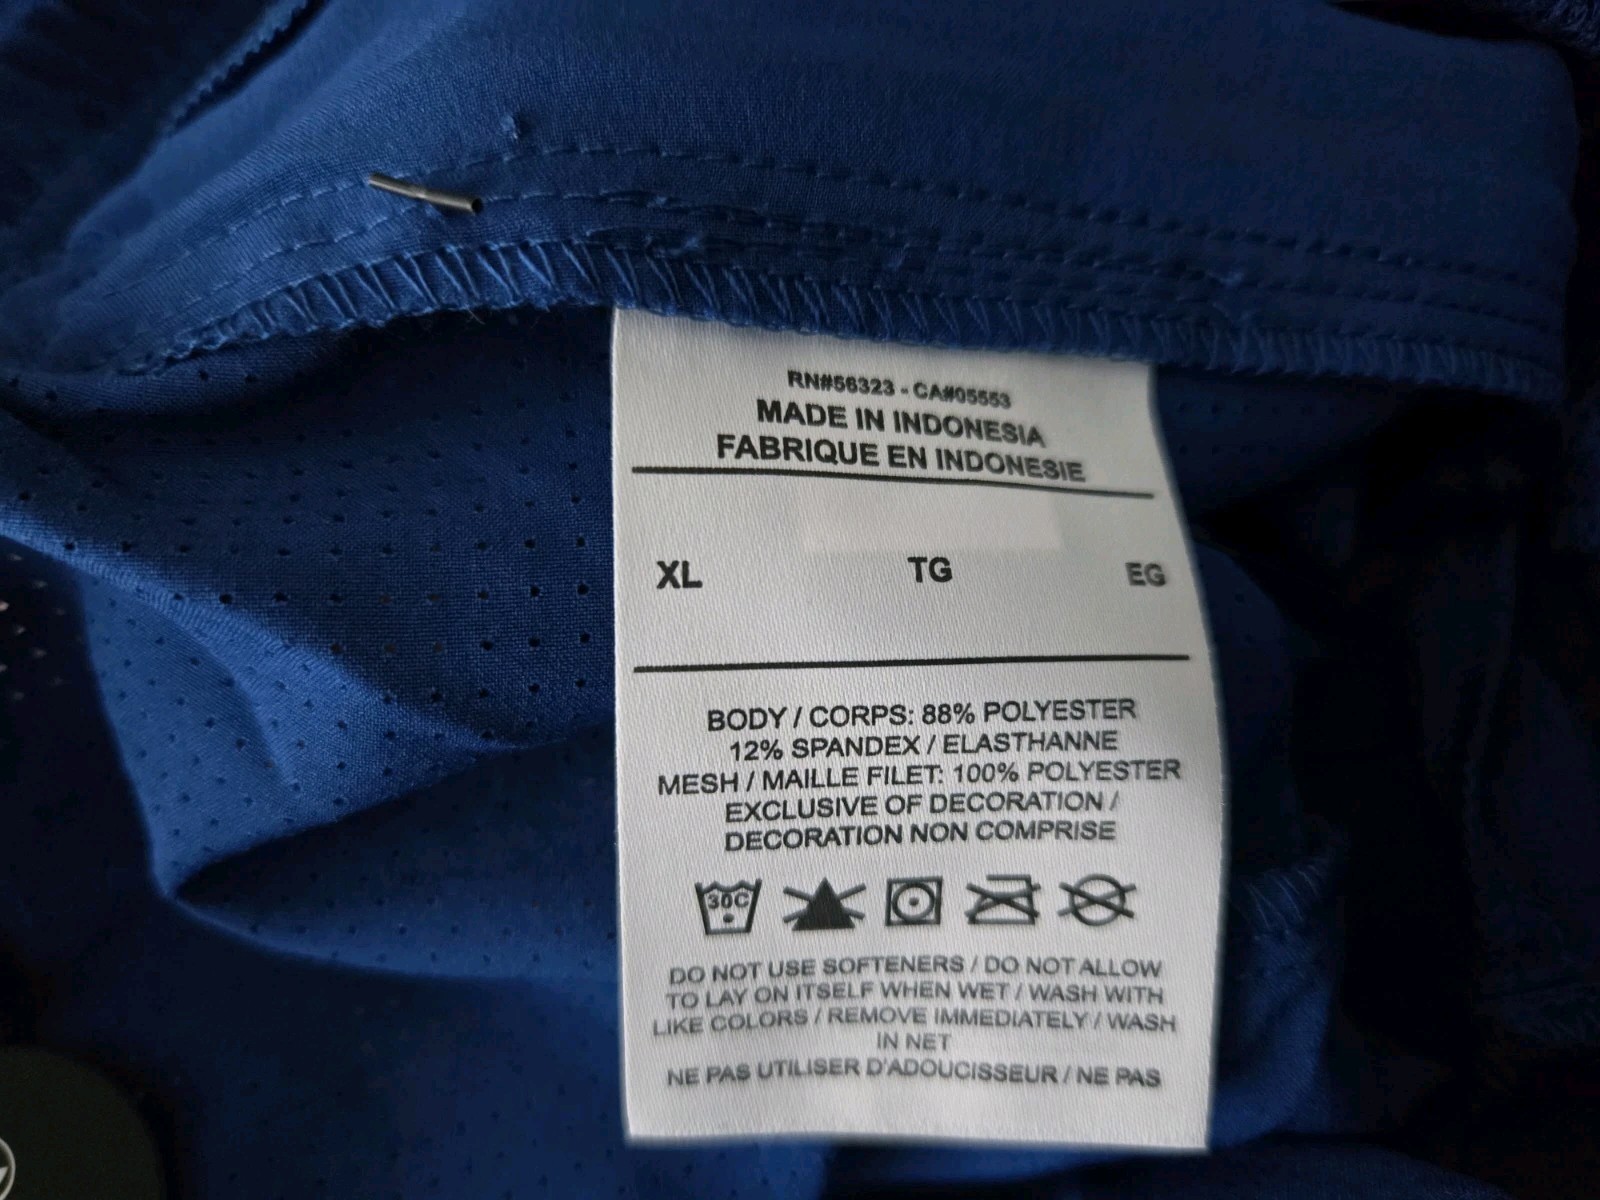 RN#56323 - CA#05553
MADE IN INDONESIA
FABRIQUE EN INDONESIE
XL TG EG
BODY / CORPS: 88% POLYESTER
12% SPANDEX / ELASTHANNE
MESH / MAILLE FILET: 100% POLYESTER
EXCLUSIVE OF DECORATION /
DECORATION NON COMPRISE
30C
DO NOT USE SOFTENERS / DO NOT ALLOW
TO LAY ON ITSELF WHEN WET / WASH WITH
LIKE COLORS / REMOVE IMMEDIATELY / WASH
IN NET
NE PAS UTILISER D'ADOUCISSEUR / NE PAS